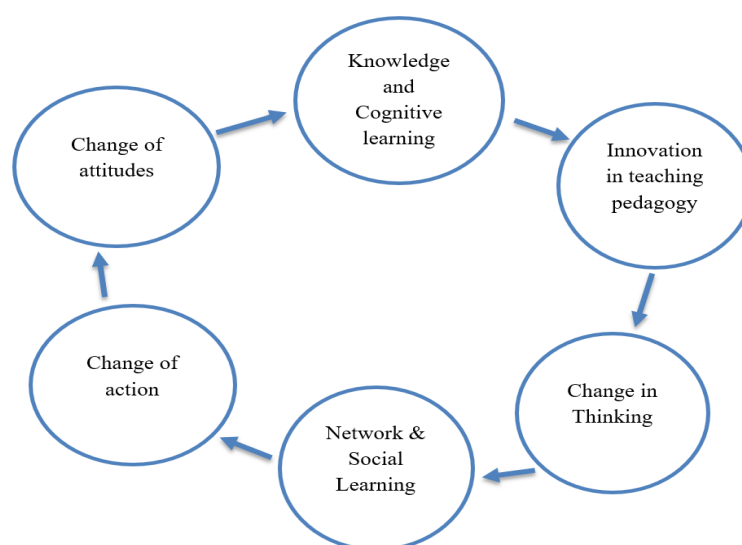 Knowledge
and
Cognitive
learning
Innovation
in teaching
pedagogy
Change in
Thinking
Network &
Social
Learning
Change of
action
Change of
attitudes